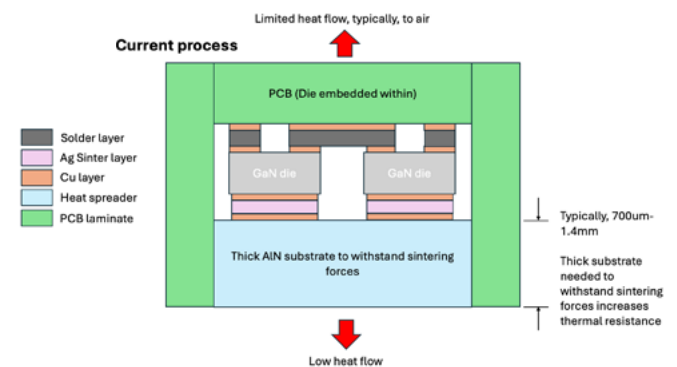 Limited heat flow, typically, to air
Current process
PCB (Die embedded within)
Solder layer
Ag Sinter layer
Cu layer
Heat spreader
PCB laminate
GaN die
GaN die
Thick AlN substrate to withstand sintering
forces
Typically, 700um-
1.4mm
Thick substrate
needed to
withstand sintering
forces increases
thermal resistance
Low heat flow